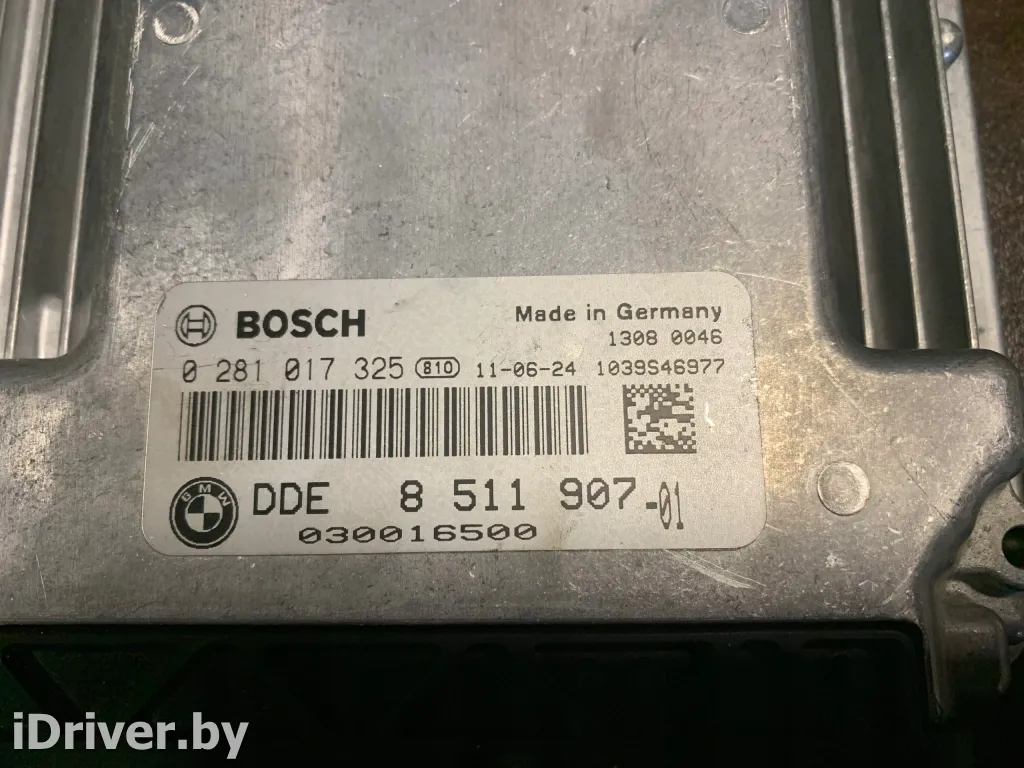 BOSCH Made in Germany
1308 0046
0 281 017 325 810 11-06-24 1039S46977
BMW DDE 8 511 907-01
030016500
iDriver.by